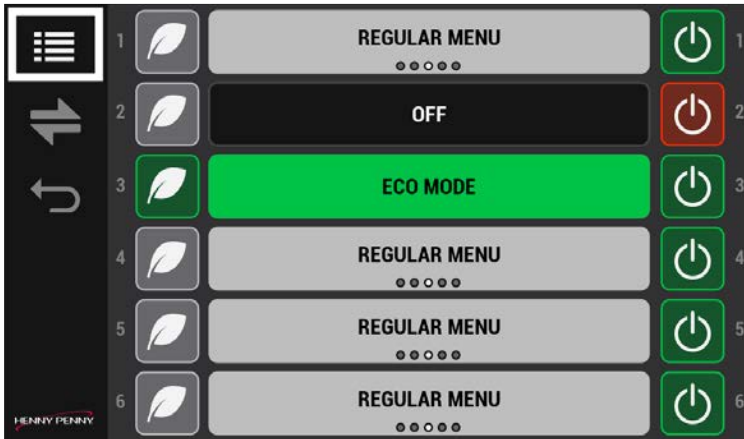 1 REGULAR MENU 1
2 OFF 2
3 ECO MODE 3
4 REGULAR MENU 4
5 REGULAR MENU 5
6 REGULAR MENU 6
HENNY PENNY